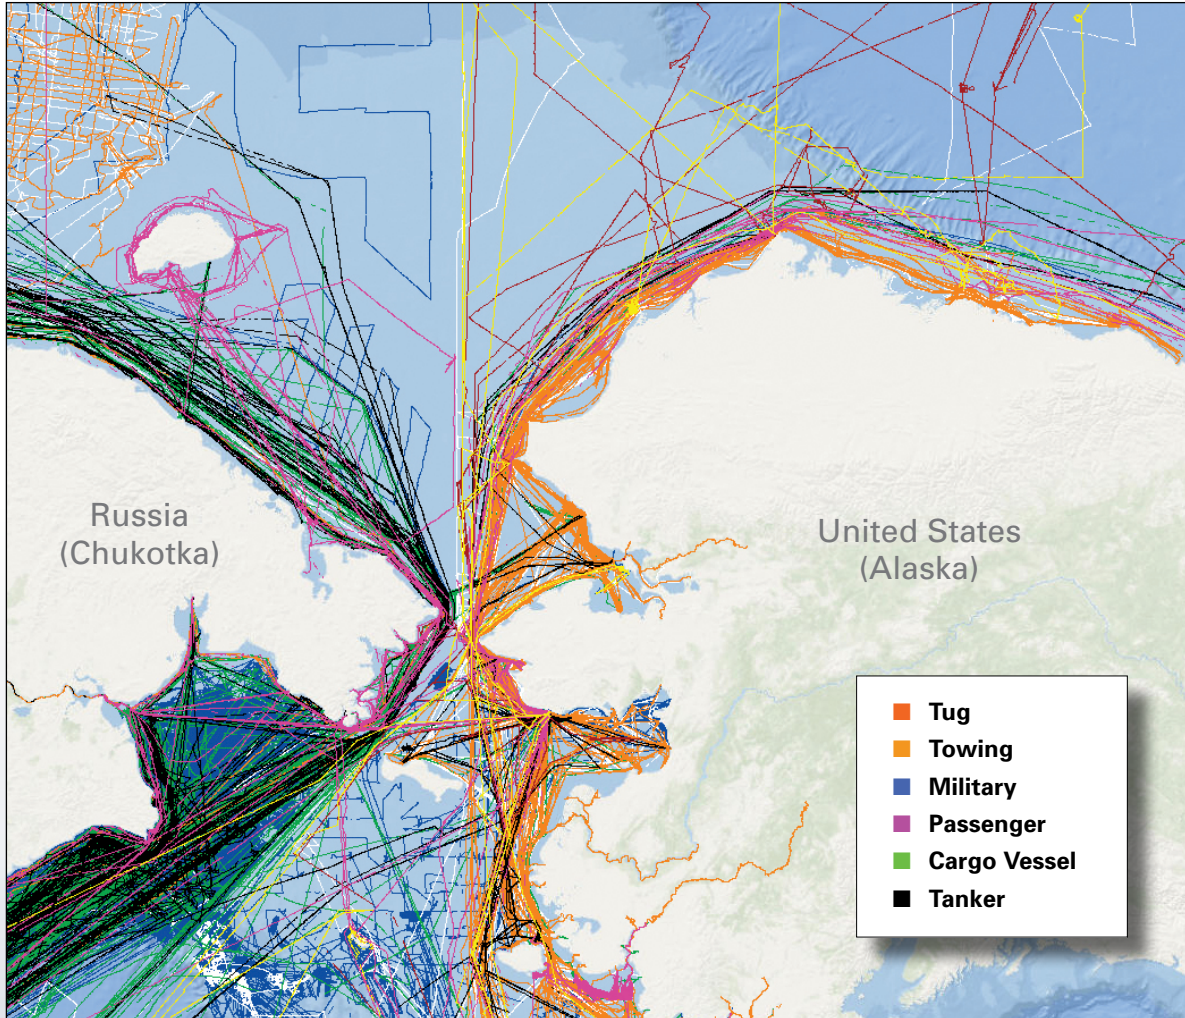 Russia
(Chukotka)
United States
(Alaska)
Tug
Towing
Military
Passenger
Cargo Vessel
Tanker